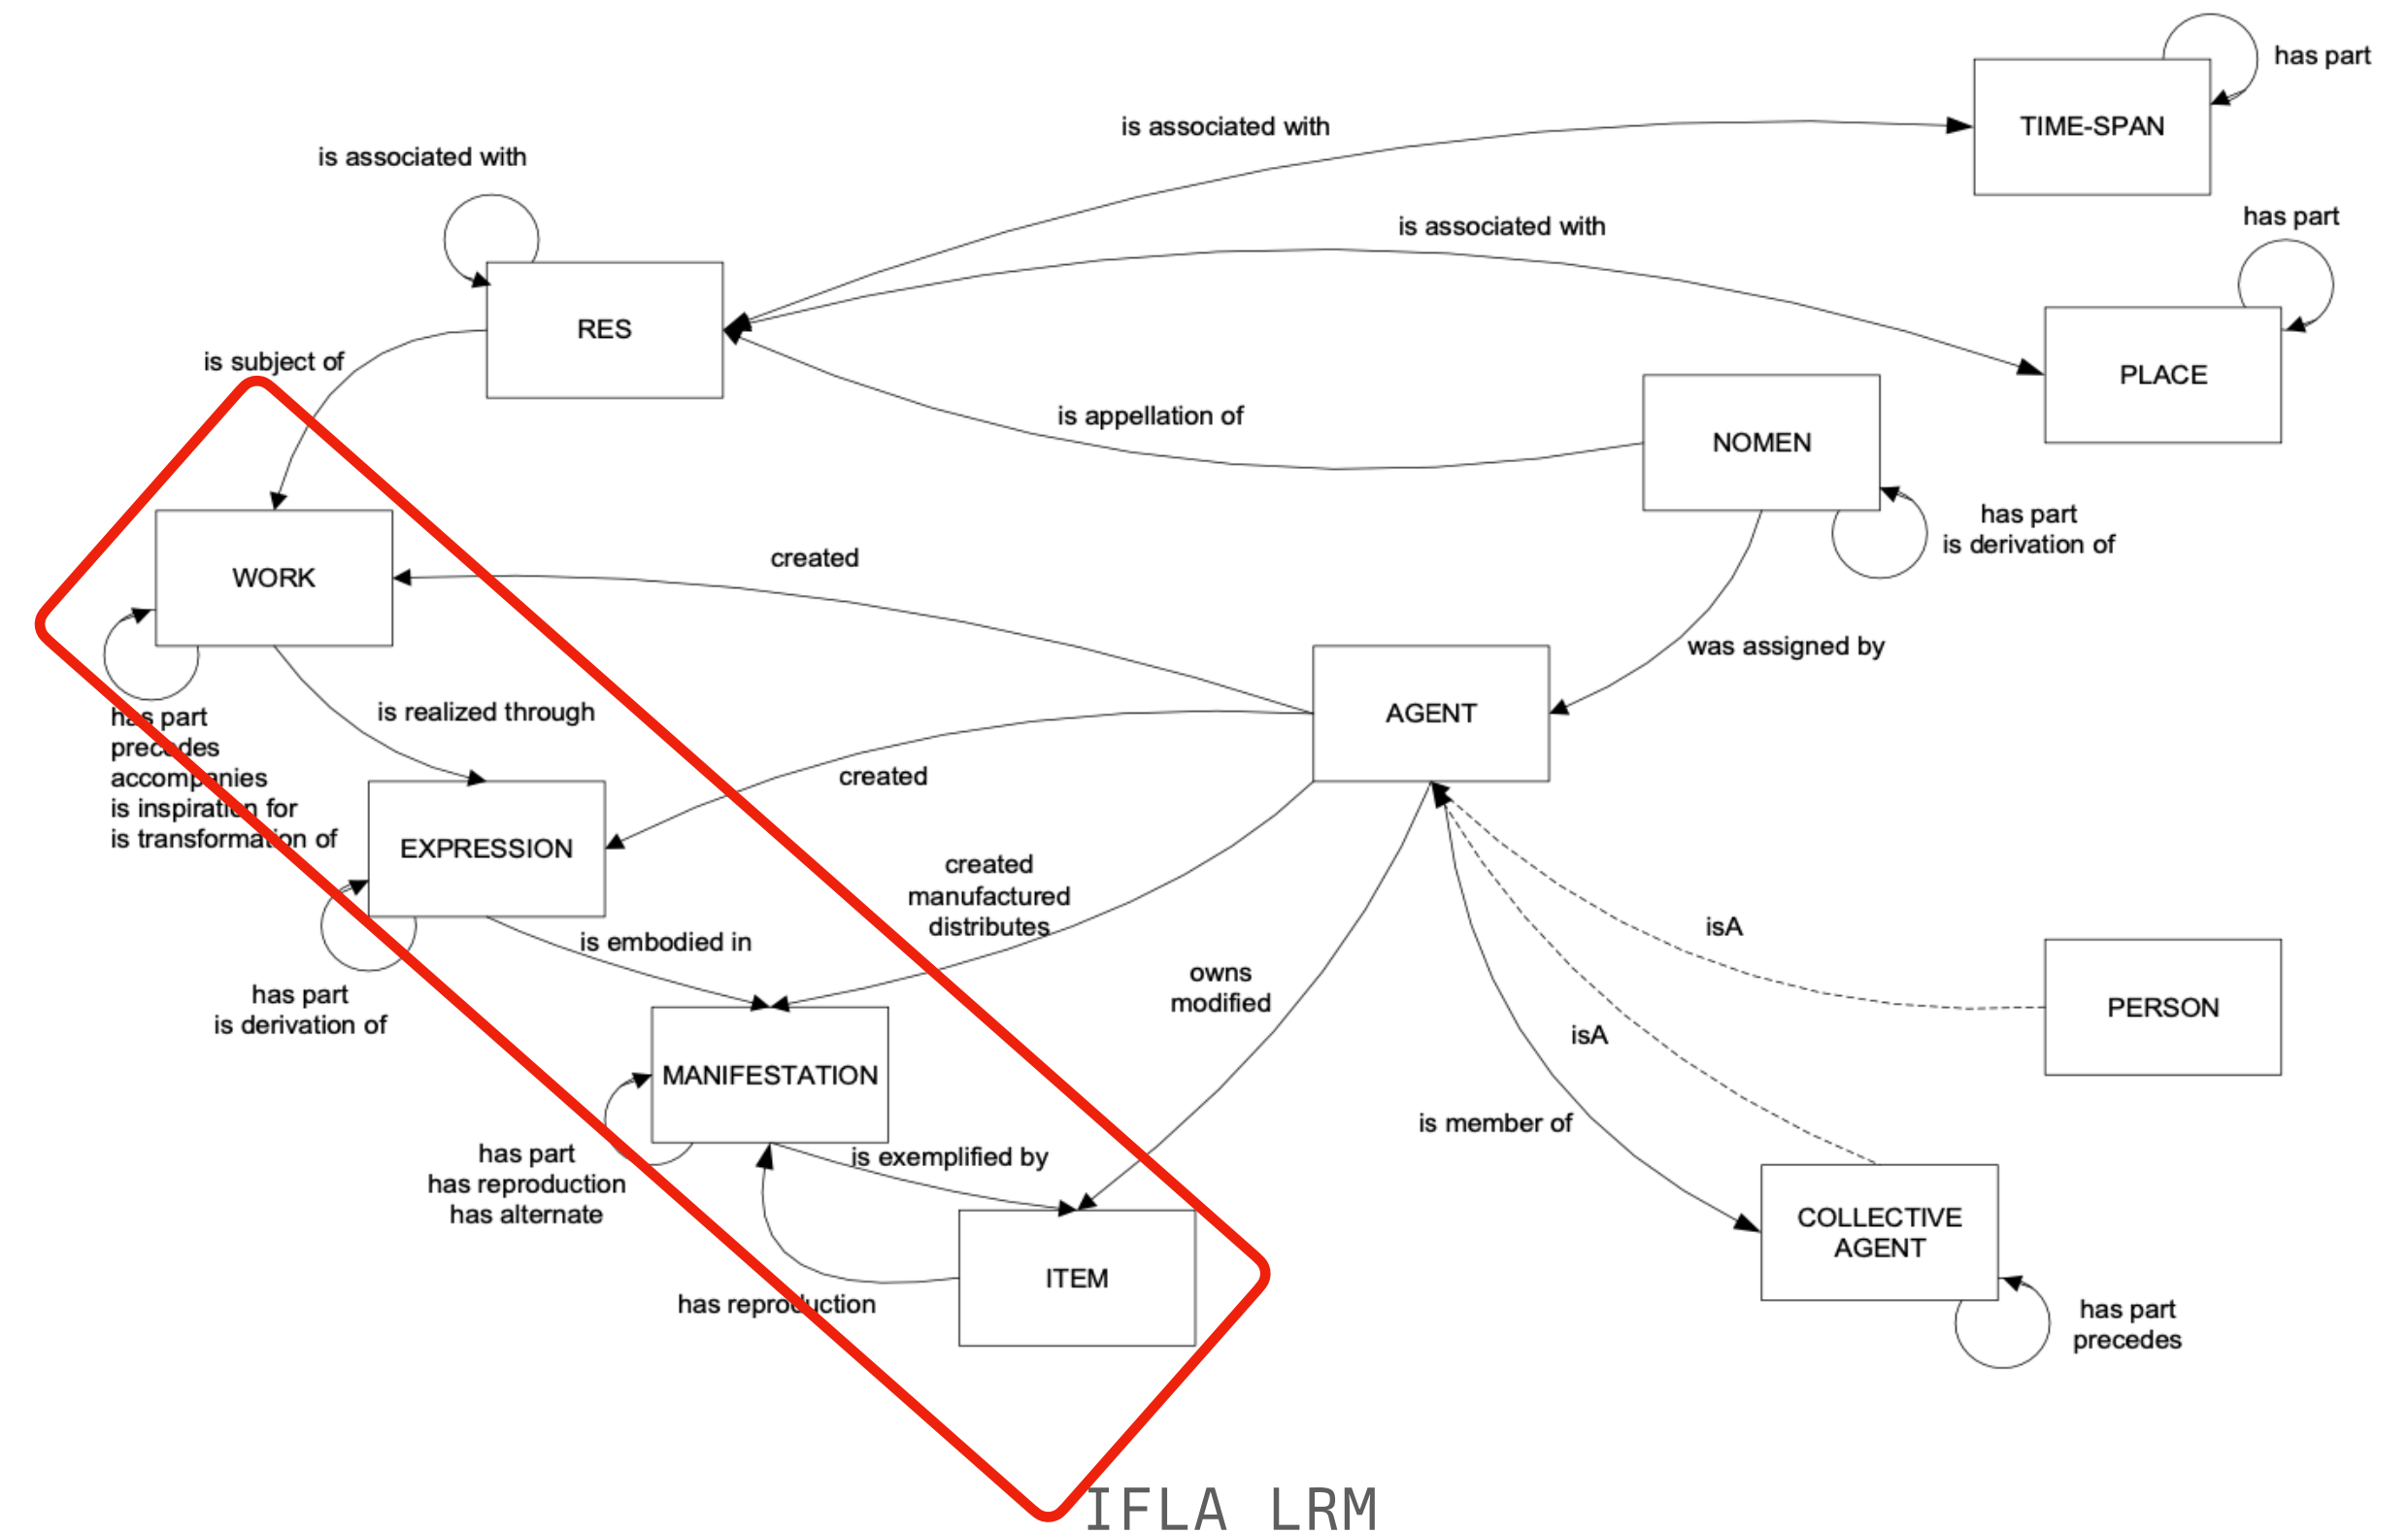 has part
TIME-SPAN
is associated with
is associated with
has part
is associated with
RES
PLACE
is subject of
is appellation of
NOMEN
has part
is derivation of
WORK
created
was assigned by
AGENT
has part
precedes
accompanies
is inspiration for
is transformation of
is realized through
created
EXPRESSION
created
manufactured
distributes
isA
is embodied in
owns
modified
has part
is derivation of
PERSON
isA
MANIFESTATION
is member of
has part
has reproduction
has alternate
is exemplified by
COLLECTIVE
AGENT
ITEM
has reproduction
has part
precedes
IFLA LRM